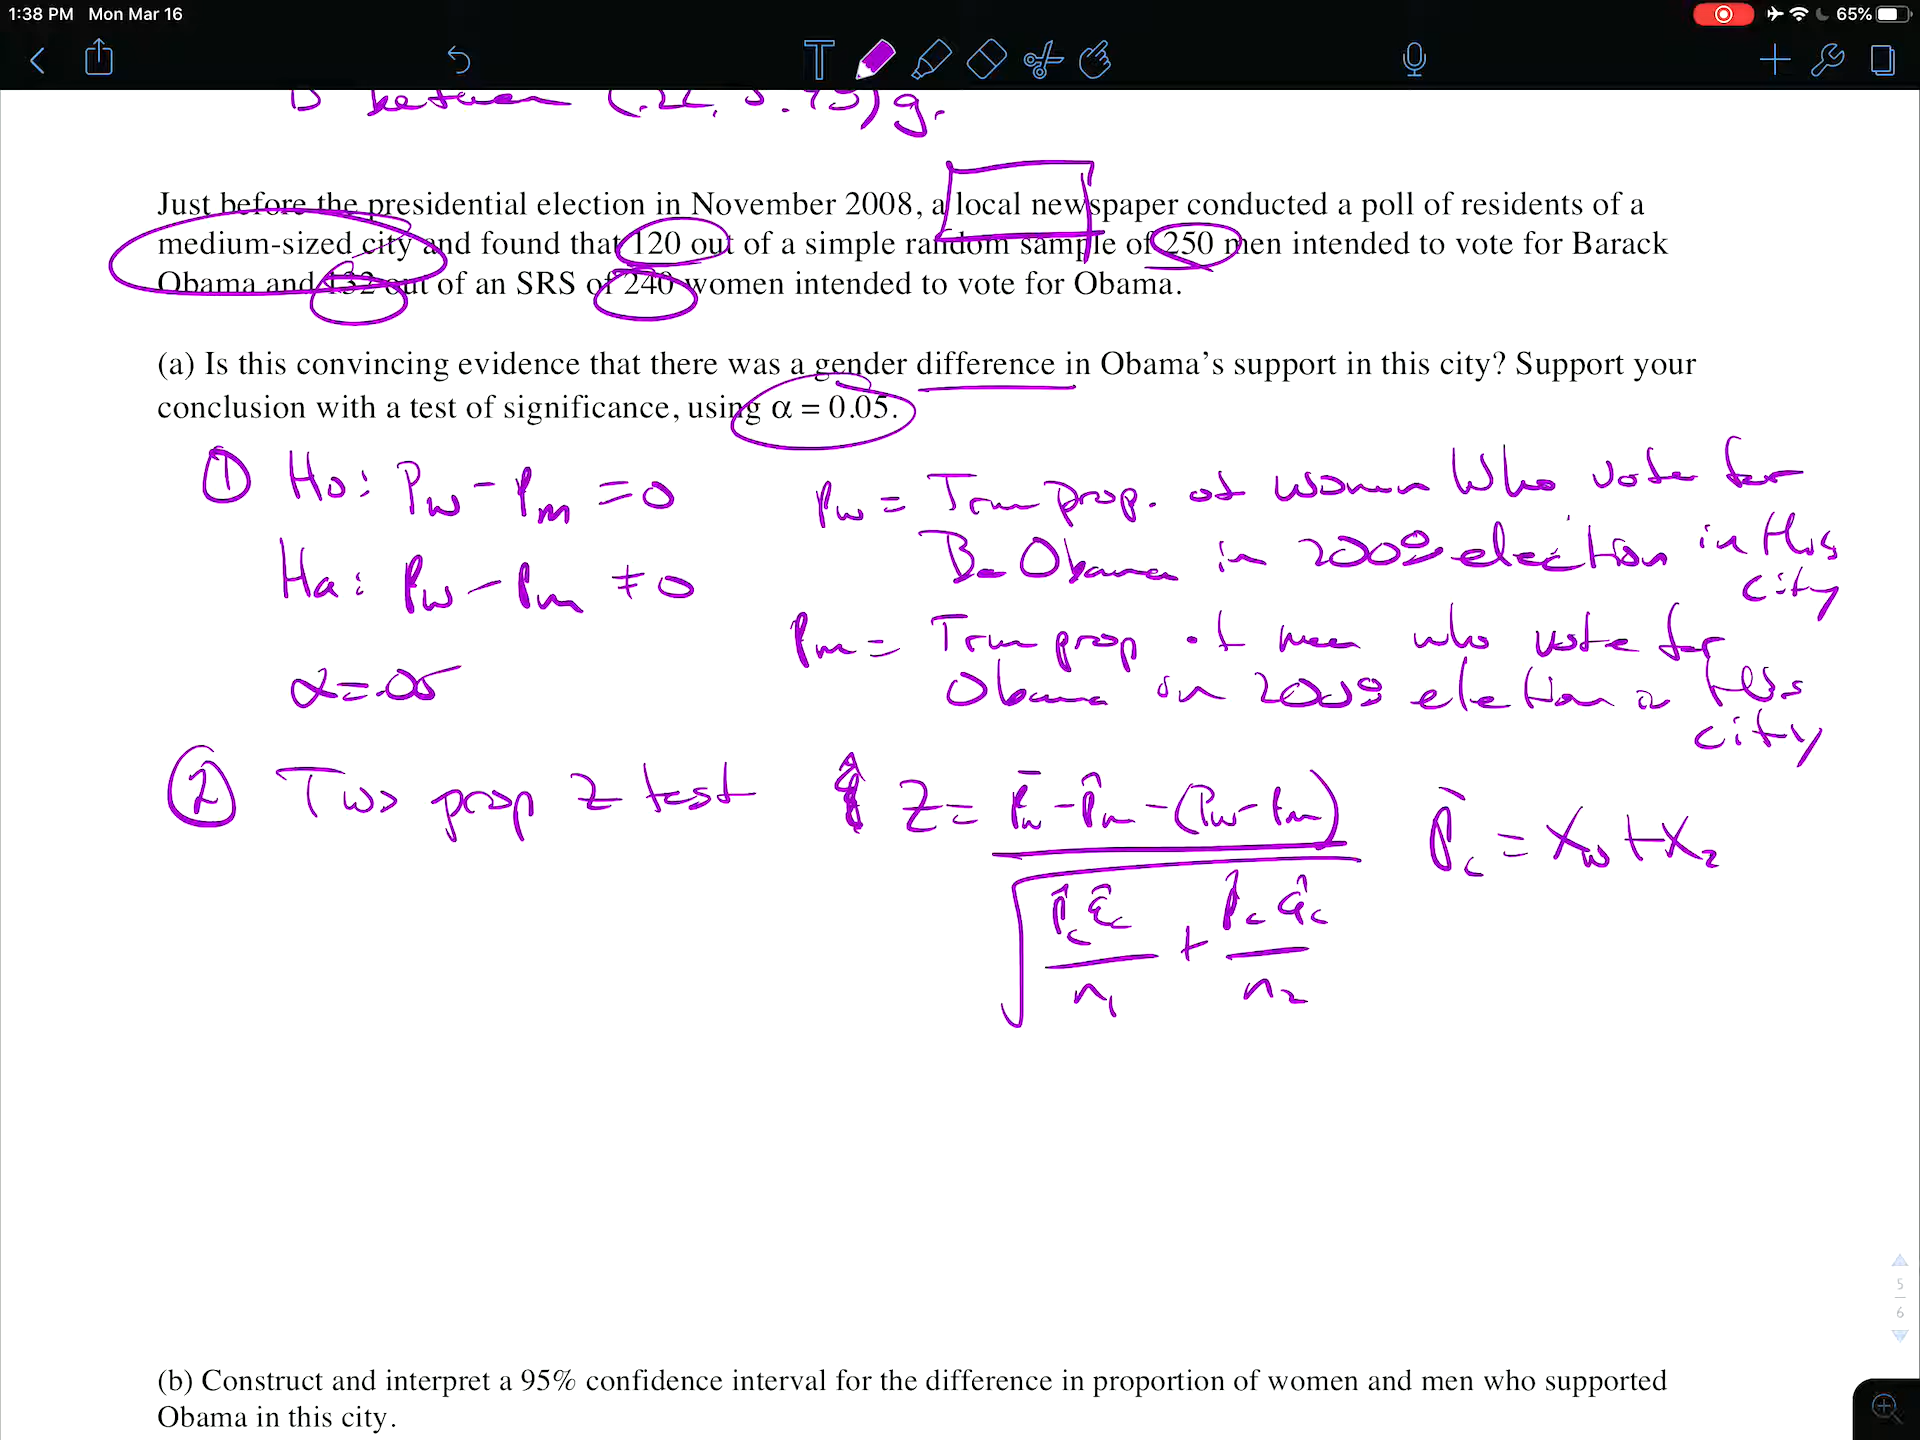 1:38 PM Mon Mar 16
65%
is between (.22, 5.75) g.
Just before the presidential election in November 2008, a local newspaper conducted a poll of residents of a
medium-sized city and found that 120 out of a simple random sample of 250 men intended to vote for Barack
Obama and 132 out of an SRS of 240 women intended to vote for Obama.
(a) Is this convincing evidence that there was a gender difference in Obama's support in this city? Support your
conclusion with a test of significance, using α = 0.05.
① Ho: Pw - Pm = 0
Ha: Pw - Pm ≠ 0
α = .05
Pw = True prop. of women who vote for
Obama in 2008 election in this
city
Pm = True prop of men who vote for
Obama in 2008 election in this
city
② Two prop z test
Z = p̂w - p̂m - (Pw - Pm)
√ p̂c q̂c / n1 + p̂c q̂c / n2
p̂c = Xw + X2
5
6
(b) Construct and interpret a 95% confidence interval for the difference in proportion of women and men who supported
Obama in this city.